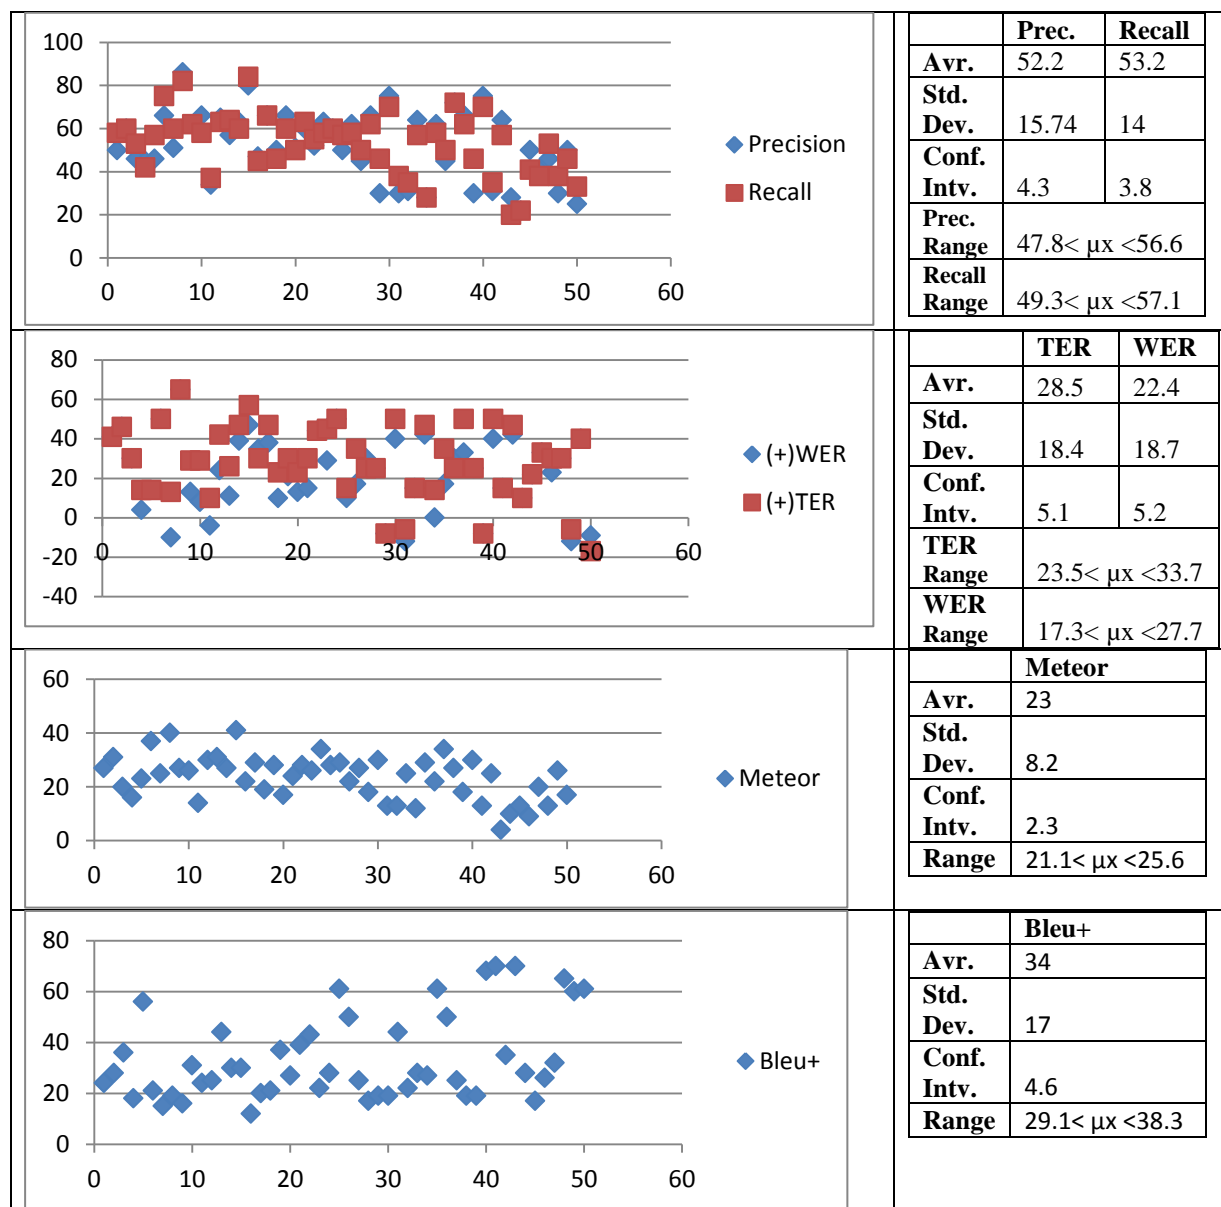 100
80
60
40
20
0
0 10 20 30 40 50 60
Precision
Recall
Prec. Recall
Avr. 52.2 53.2
Std.
Dev. 15.74 14
Conf.
Intv. 4.3 3.8
Prec.
Range 47.8< µx <56.6
Recall
Range 49.3< µx <57.1
80
60
40
20
0
-20
-40
0 10 20 30 40 50 60
(+)WER
(+)TER
TER WER
Avr. 28.5 22.4
Std.
Dev. 18.4 18.7
Conf.
Intv. 5.1 5.2
TER
Range 23.5< µx <33.7
WER
Range 17.3< µx <27.7
60
40
20
0
0 10 20 30 40 50 60
Meteor
Meteor
Avr. 23
Std.
Dev. 8.2
Conf.
Intv. 2.3
Range 21.1< µx <25.6
80
60
40
20
0
0 10 20 30 40 50 60
Bleu+
Bleu+
Avr. 34
Std.
Dev. 17
Conf.
Intv. 4.6
Range 29.1< µx <38.3